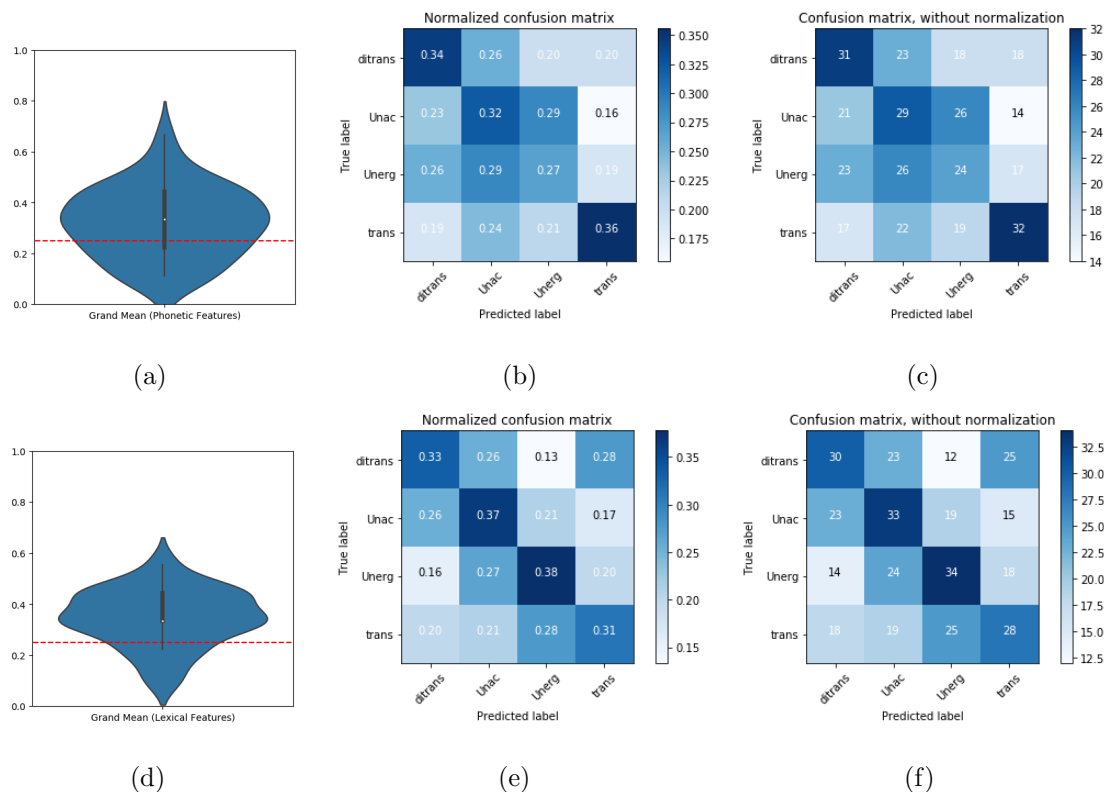 1.0
0.8
0.6
0.4
0.2
0.0
Grand Mean (Phonetic Features)
(a)
Normalized confusion matrix
True label
ditrans 0.34 0.26 0.20 0.20
Unac 0.23 0.32 0.29 0.16
Unerg 0.26 0.29 0.27 0.19
trans 0.19 0.24 0.21 0.36
ditrans Unac Unerg trans
Predicted label
0.350
0.325
0.300
0.275
0.250
0.225
0.200
0.175
(b)
Confusion matrix, without normalization
True label
ditrans 31 23 18 18
Unac 21 29 26 14
Unerg 23 26 24 17
trans 17 22 19 32
ditrans Unac Unerg trans
Predicted label
32
30
28
26
24
22
20
18
16
14
(c)
1.0
0.8
0.6
0.4
0.2
0.0
Grand Mean (Lexical Features)
(d)
Normalized confusion matrix
True label
ditrans 0.33 0.26 0.13 0.28
Unac 0.26 0.37 0.21 0.17
Unerg 0.16 0.27 0.38 0.20
trans 0.20 0.21 0.28 0.31
ditrans Unac Unerg trans
Predicted label
0.35
0.30
0.25
0.20
0.15
(e)
Confusion matrix, without normalization
True label
ditrans 30 23 12 25
Unac 23 33 19 15
Unerg 14 24 34 18
trans 18 19 25 28
ditrans Unac Unerg trans
Predicted label
32.5
30.0
27.5
25.0
22.5
20.0
17.5
15.0
12.5
(f)